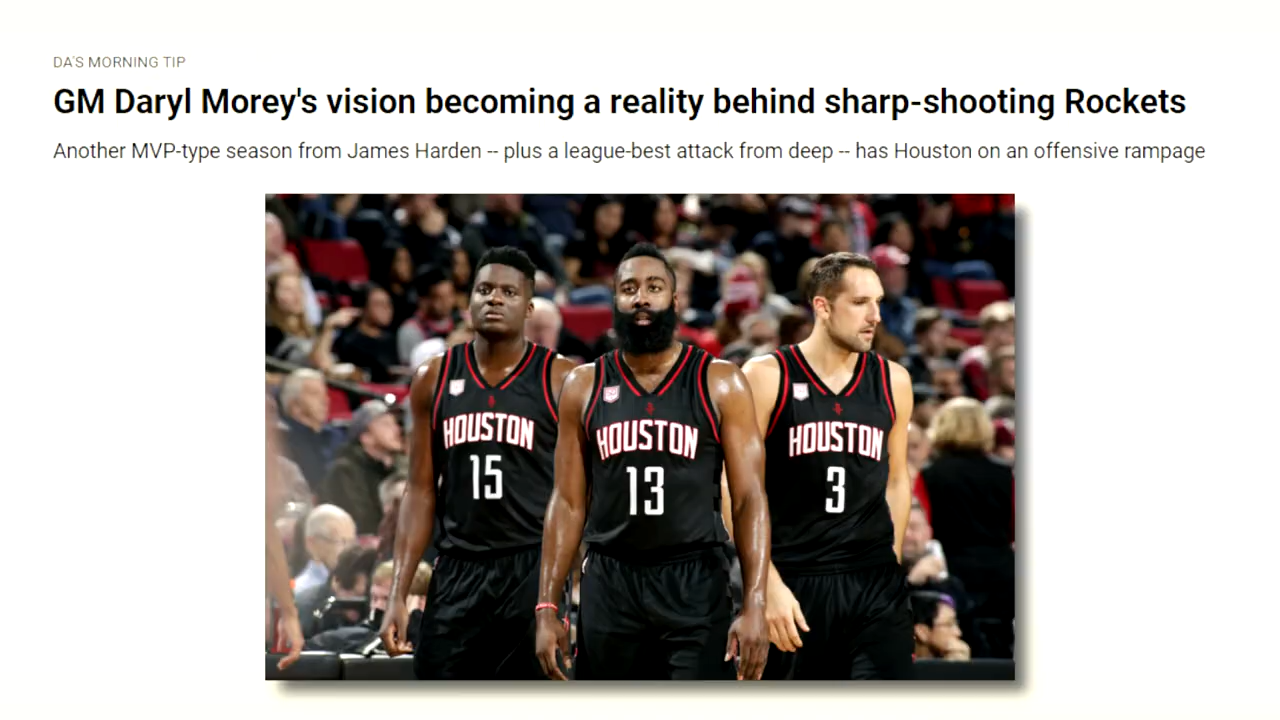 DA'S MORNING TIP
GM Daryl Morey's vision becoming a reality behind sharp-shooting Rockets
Another MVP-type season from James Harden -- plus a league-best attack from deep -- has Houston on an offensive rampage
HOUSTON
15
HOUSTON
13
HOUSTON
3